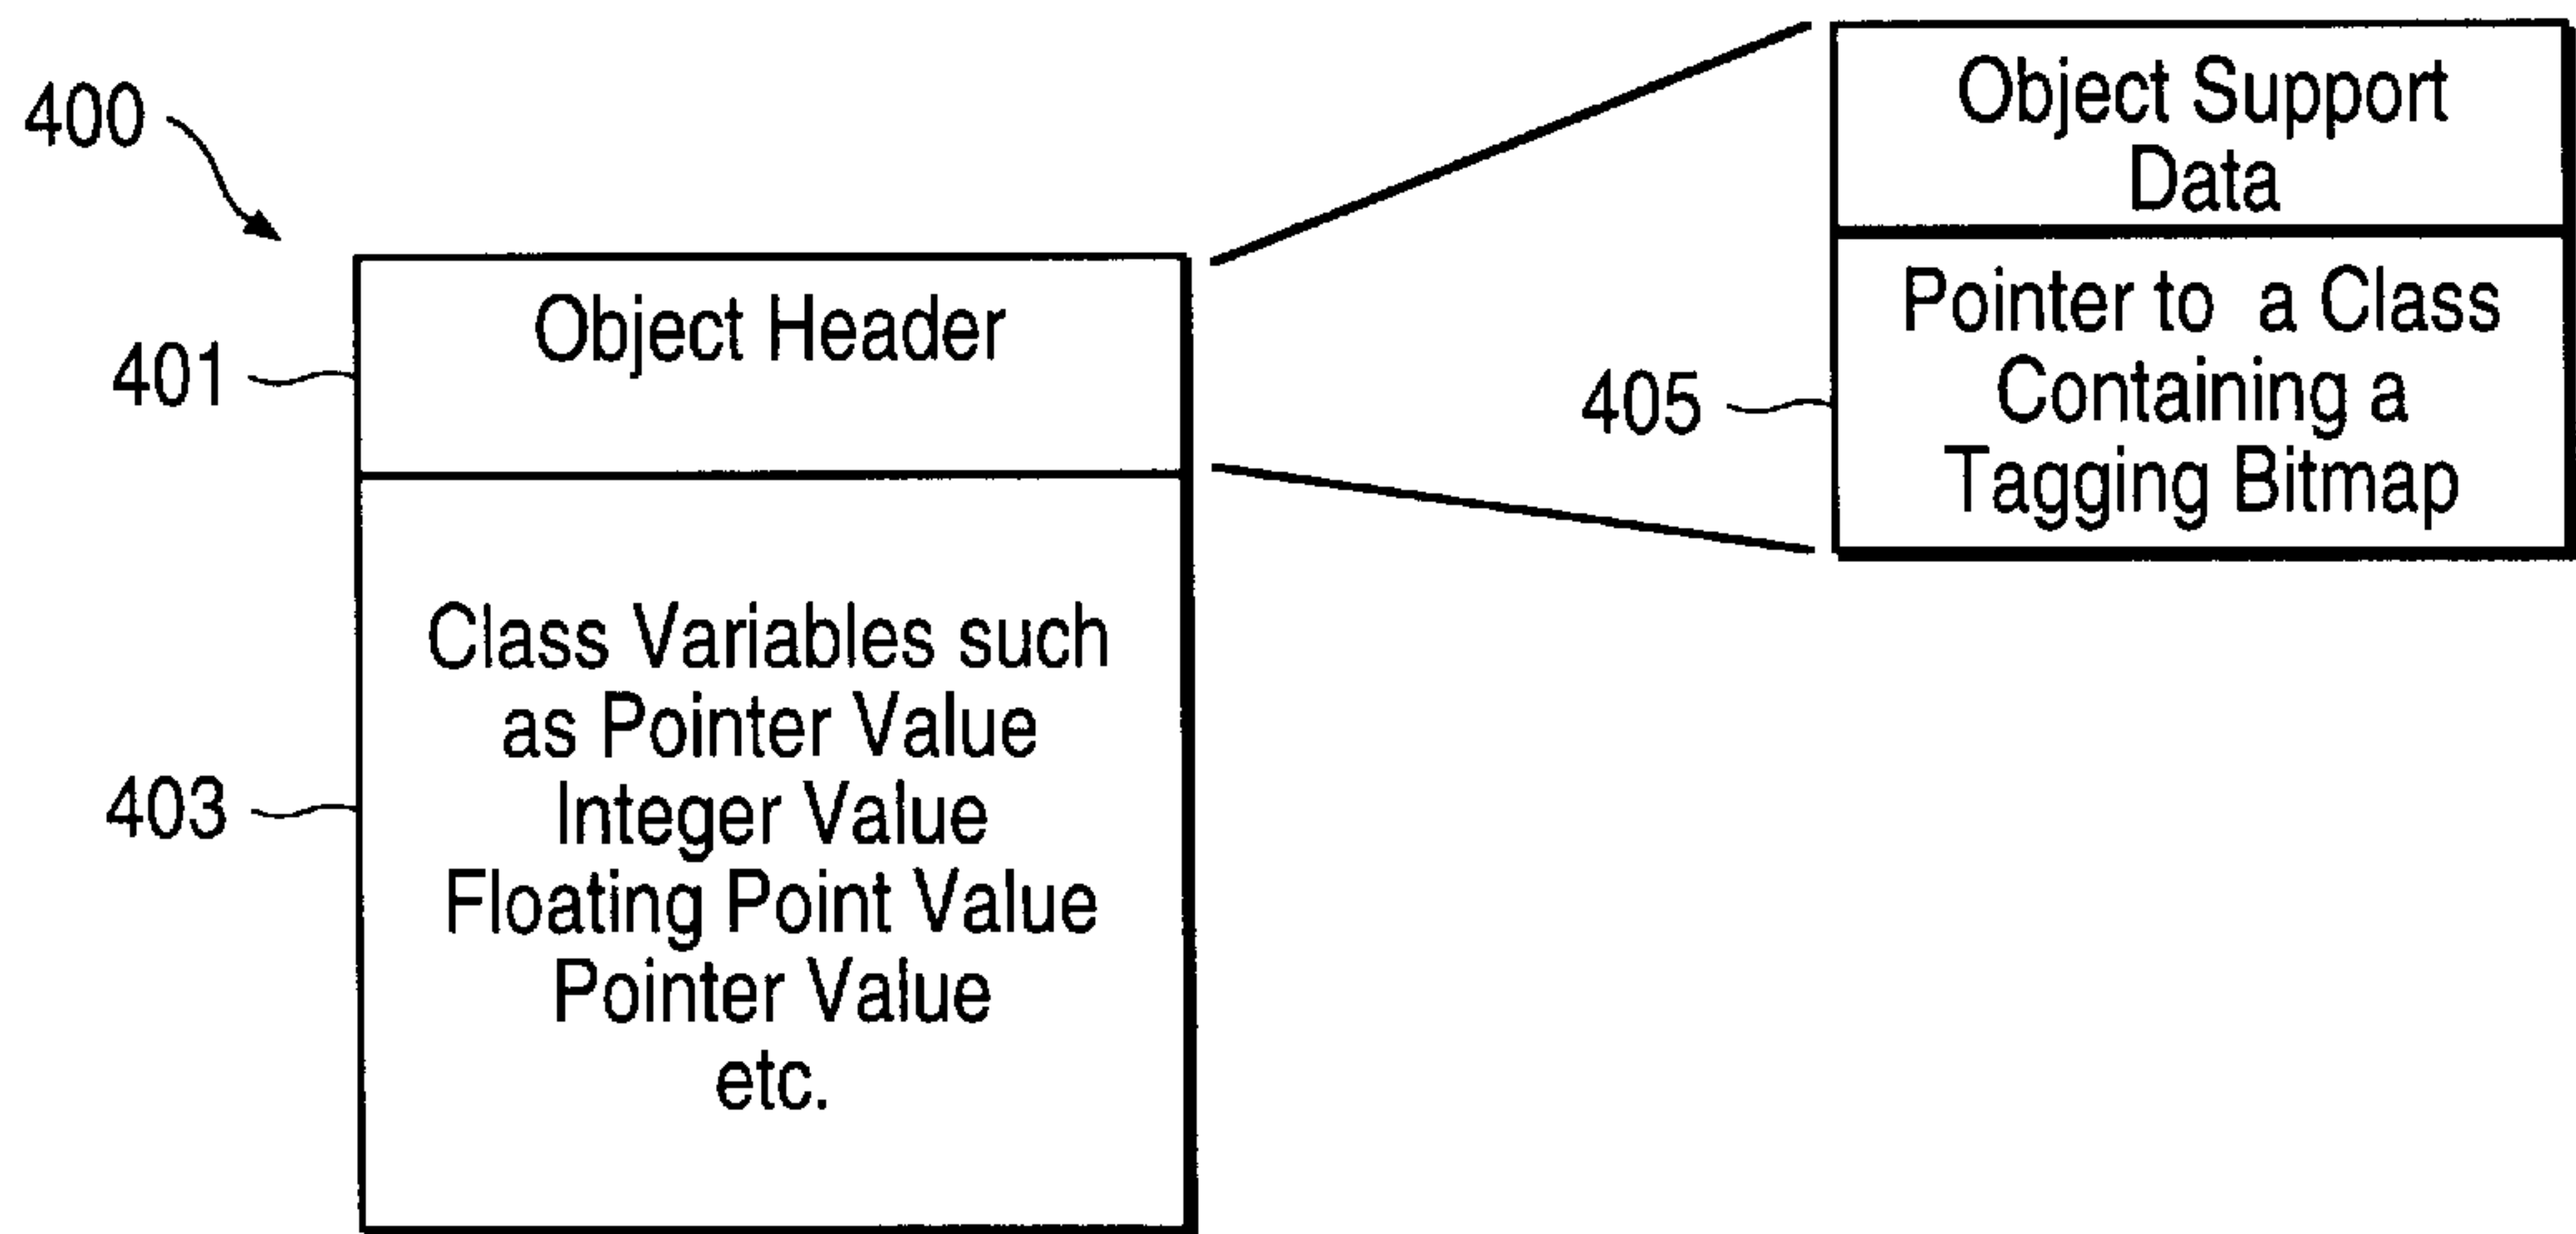 400
401
Object Header
403
Class Variables such
as Pointer Value
Integer Value
Floating Point Value
Pointer Value
etc.
Object Support
Data
405
Pointer to a Class
Containing a
Tagging Bitmap